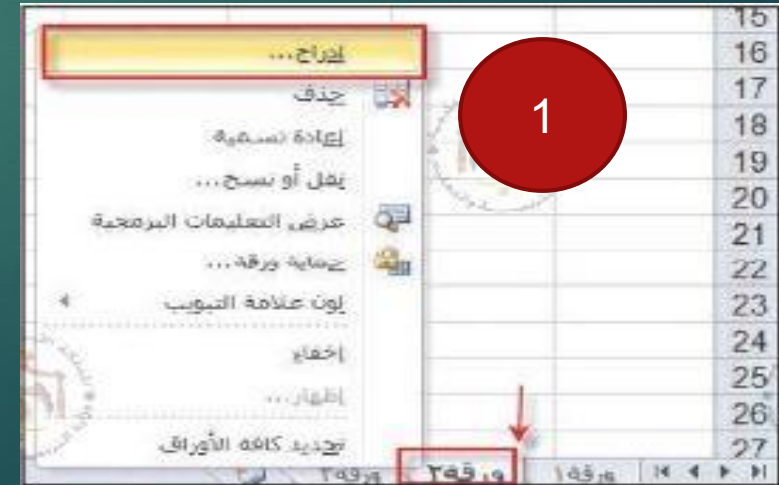 15
إدراج...
16
حذف
17
1
إعادة تسمية
18
نقل أو نسخ...
19
عرض التعليمات البرمجية
20
21
حماية ورقة...
22
لون علامة التبويب
23
إخفاء
24
إظهار...
25
26
تحديد كافة الأوراق
27
ورقة١ ورقة٢ ورقة٣